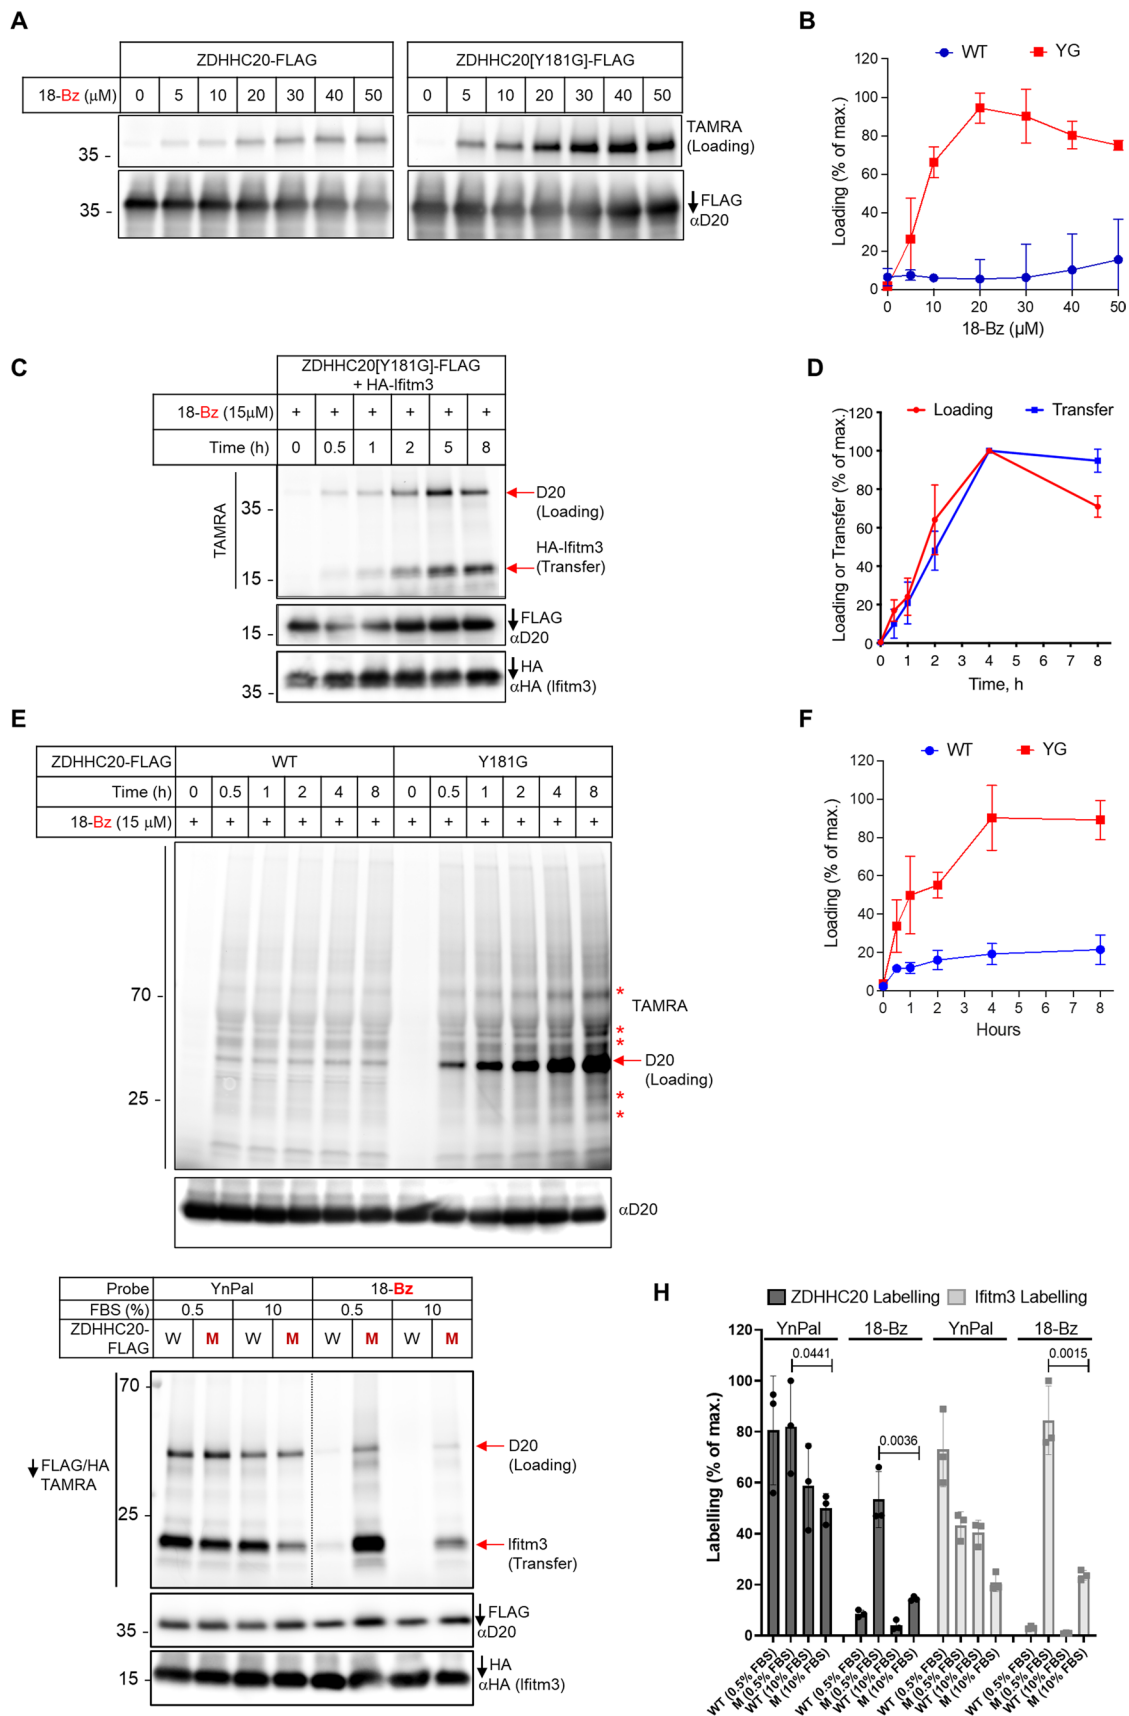 A
ZDHHC20-FLAG
ZDHHC20[Y181G]-FLAG
18-Bz (μM)
0 5 10 20 30 40 50
0 5 10 20 30 40 50
35 -
TAMRA
(Loading)
35 -
FLAG
αD20
B
WT YG
Loading (% of max.)
120
100
80
60
40
20
0
0 10 20 30 40 50
18-Bz (μM)
C
ZDHHC20[Y181G]-FLAG
+ HA-Ifitm3
18-Bz (15μM) + + + + + +
Time (h) 0 0.5 1 2 5 8
TAMRA
35 -
15 -
D20
(Loading)
HA-Ifitm3
(Transfer)
15 -
FLAG
αD20
35 -
HA
αHA (Ifitm3)
D
Loading Transfer
Loading or Transfer (% of max.)
120
100
80
60
40
20
0
0 1 2 3 4 5 6 7 8
Time, h
E
ZDHHC20-FLAG WT Y181G
Time (h) 0 0.5 1 2 4 8 0 0.5 1 2 4 8
18-Bz (15 μM) + + + + + + + + + + + +
70 -
25 -
*
TAMRA
*
*
D20
(Loading)
*
*
αD20
F
WT YG
Loading (% of max.)
120
100
80
60
40
20
0
0 1 2 3 4 5 6 7 8
Hours
Probe YnPal 18-Bz
FBS (%) 0.5 10 0.5 10
ZDHHC20-
FLAG W M W M W M W M
70 -
FLAG/HA
TAMRA
25 -
D20
(Loading)
Ifitm3
(Transfer)
35 -
FLAG
αD20
15 -
HA
αHA (Ifitm3)
H
ZDHHC20 Labelling Ifitm3 Labelling
YnPal 18-Bz YnPal 18-Bz
0.0441
0.0036
0.0015
Labelling (% of max.)
120
100
80
60
40
20
0
WT (0.5% FBS)
M (0.5% FBS)
WT (10% FBS)
M (10% FBS)
WT (0.5% FBS)
M (0.5% FBS)
WT (10% FBS)
M (10% FBS)
WT (0.5% FBS)
M (0.5% FBS)
WT (10% FBS)
M (10% FBS)
WT (0.5% FBS)
M (0.5% FBS)
WT (10% FBS)
M (10% FBS)